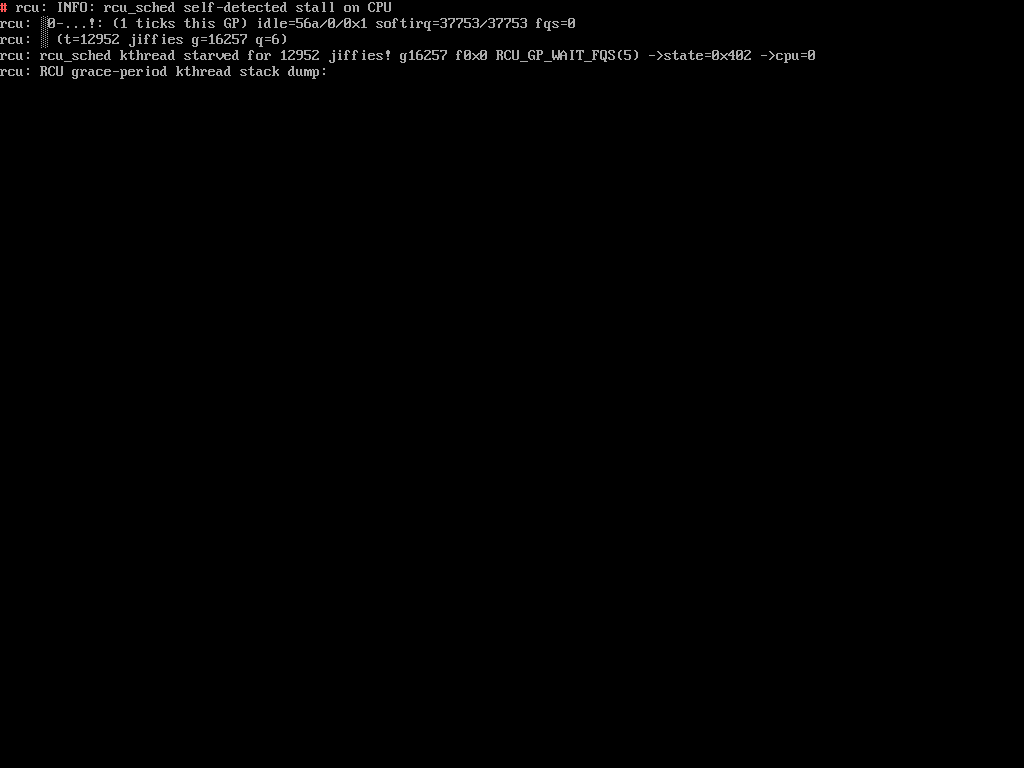 # rcu: INFO: rcu_sched self-detected stall on CPU
rcu: ░0-...!: (1 ticks this GP) idle=56a/0/0x1 softirq=37753/37753 fqs=0
rcu: ░ (t=12952 jiffies g=16257 q=6)
rcu: rcu_sched kthread starved for 12952 jiffies! g16257 f0x0 RCU_GP_WAIT_FQS(5) ->state=0x402 ->cpu=0
rcu: RCU grace-period kthread stack dump: